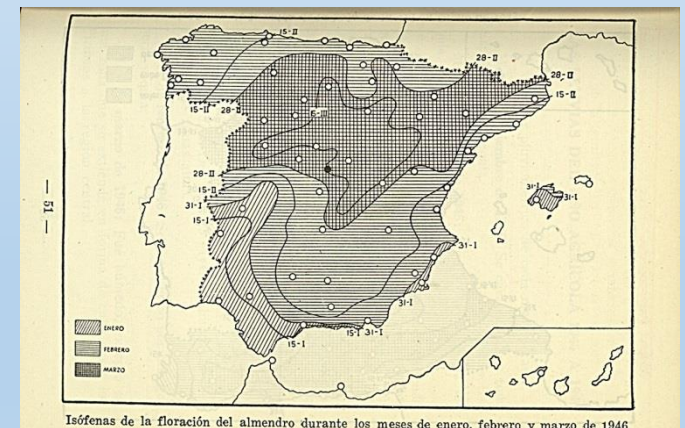 15-II
28-II
28-II
15-II
15-II
28-II
15-III
28-II
15-II
31-I
15-I
31-I
31-I
31-I
31-I
15-I
15-I 31-I
— 51 —
ENERO
FEBRERO
MARZO
Isófenas de la floración del almendro durante los meses de enero, febrero y marzo de 1946